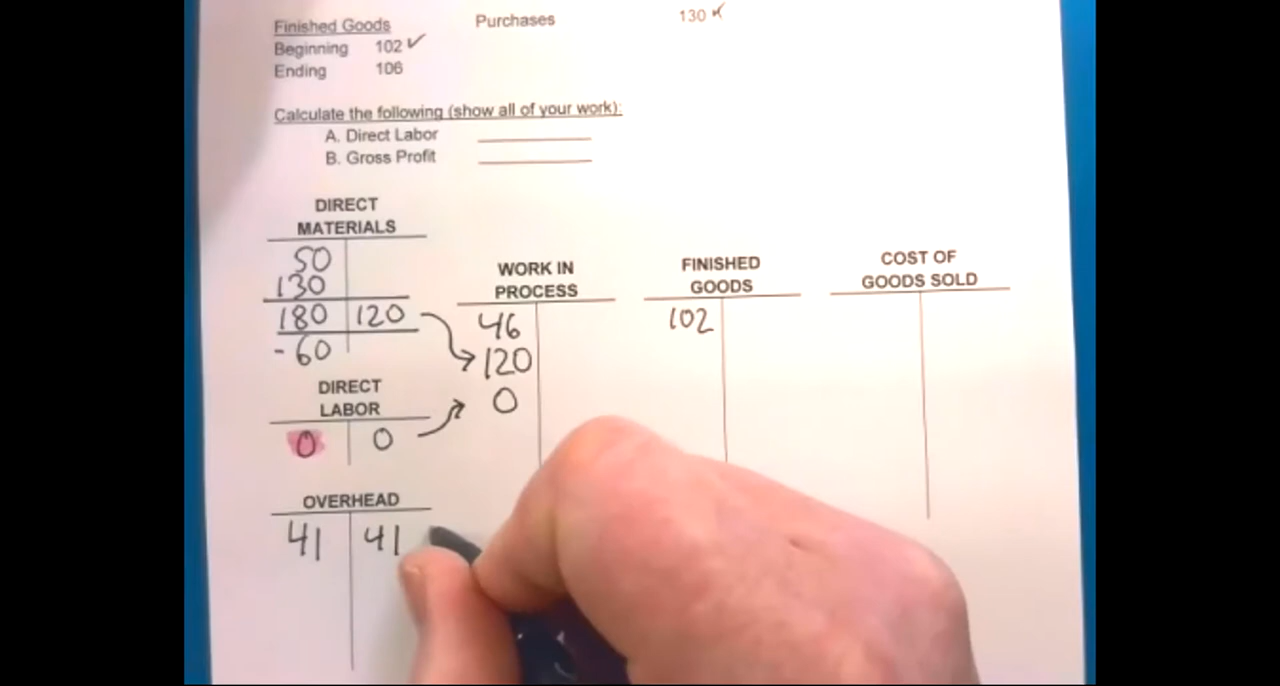 Finished Goods Purchases 130
Beginning 102 ✓
Ending 106
Calculate the following (show all of your work):
A. Direct Labor
B. Gross Profit
DIRECT
MATERIALS
50
130
180 120
-60
DIRECT
LABOR
0 0
OVERHEAD
41 41
WORK IN
PROCESS
46
120
0
FINISHED
GOODS
102
COST OF
GOODS SOLD